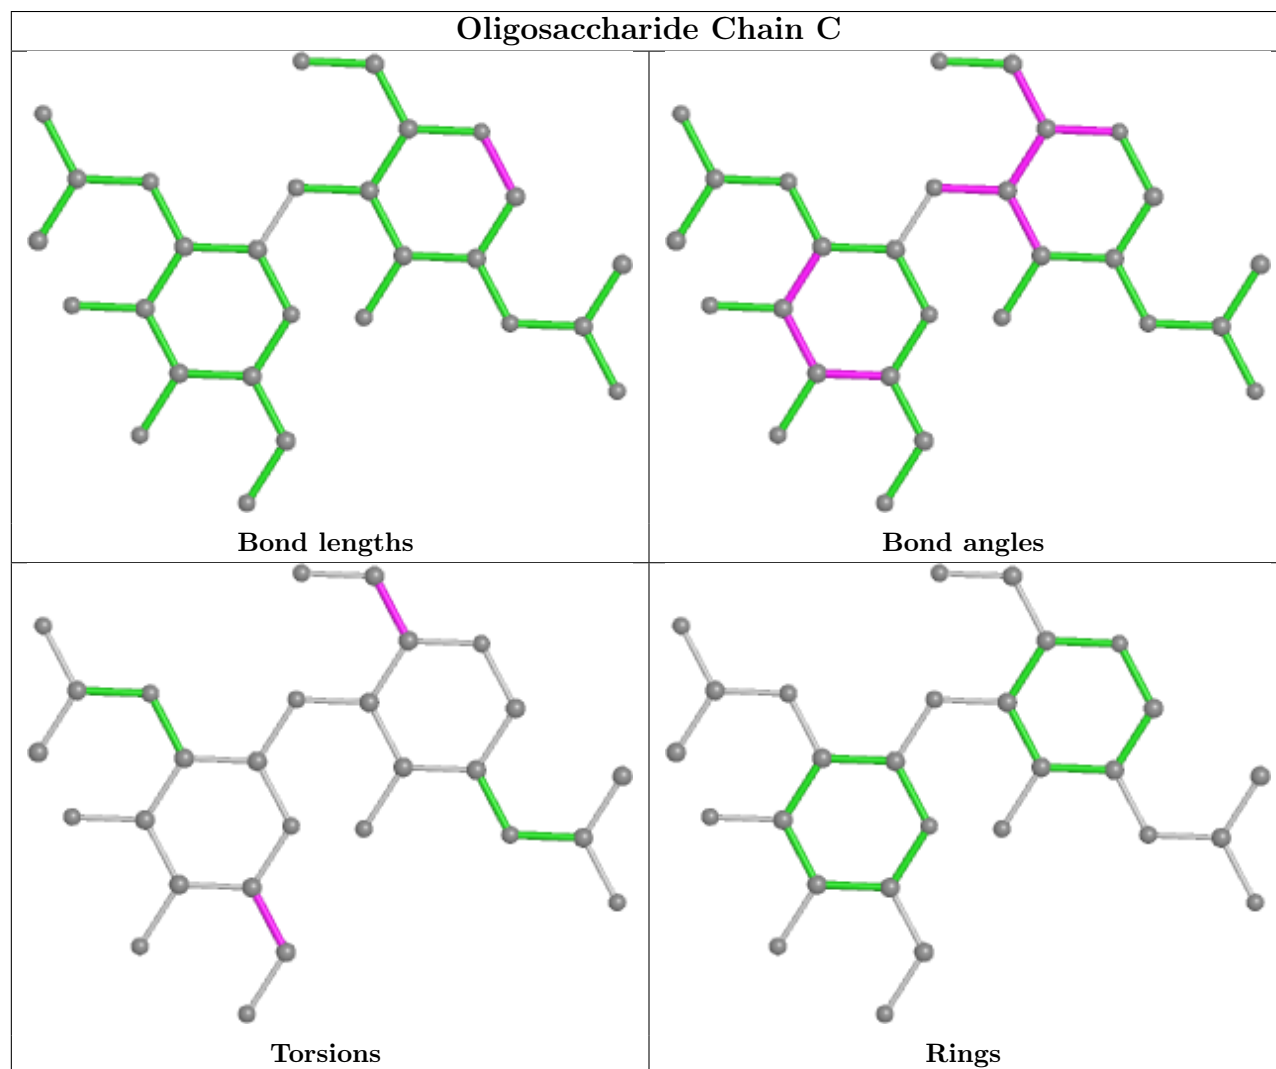 Oligosaccharide Chain C
Bond lengths
Bond angles
Torsions
Rings